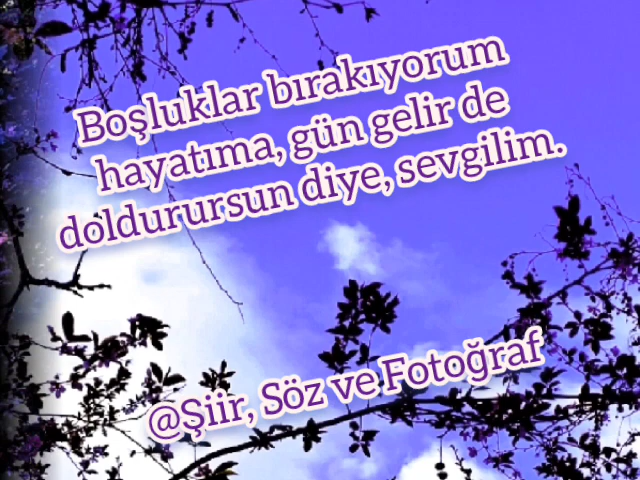 Boşluklar bırakıyorum
hayatıma, gün gelir de
doldurursun diye, sevgilim.
@Şiir, Söz ve Fotoğraf